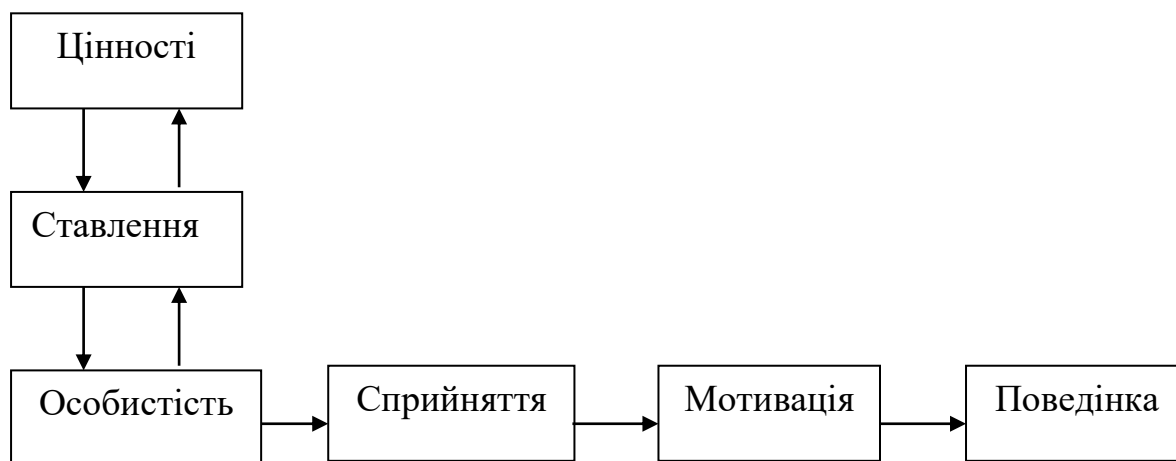 Цінності
Ставлення
Особистість
Сприйняття
Мотивація
Поведінка